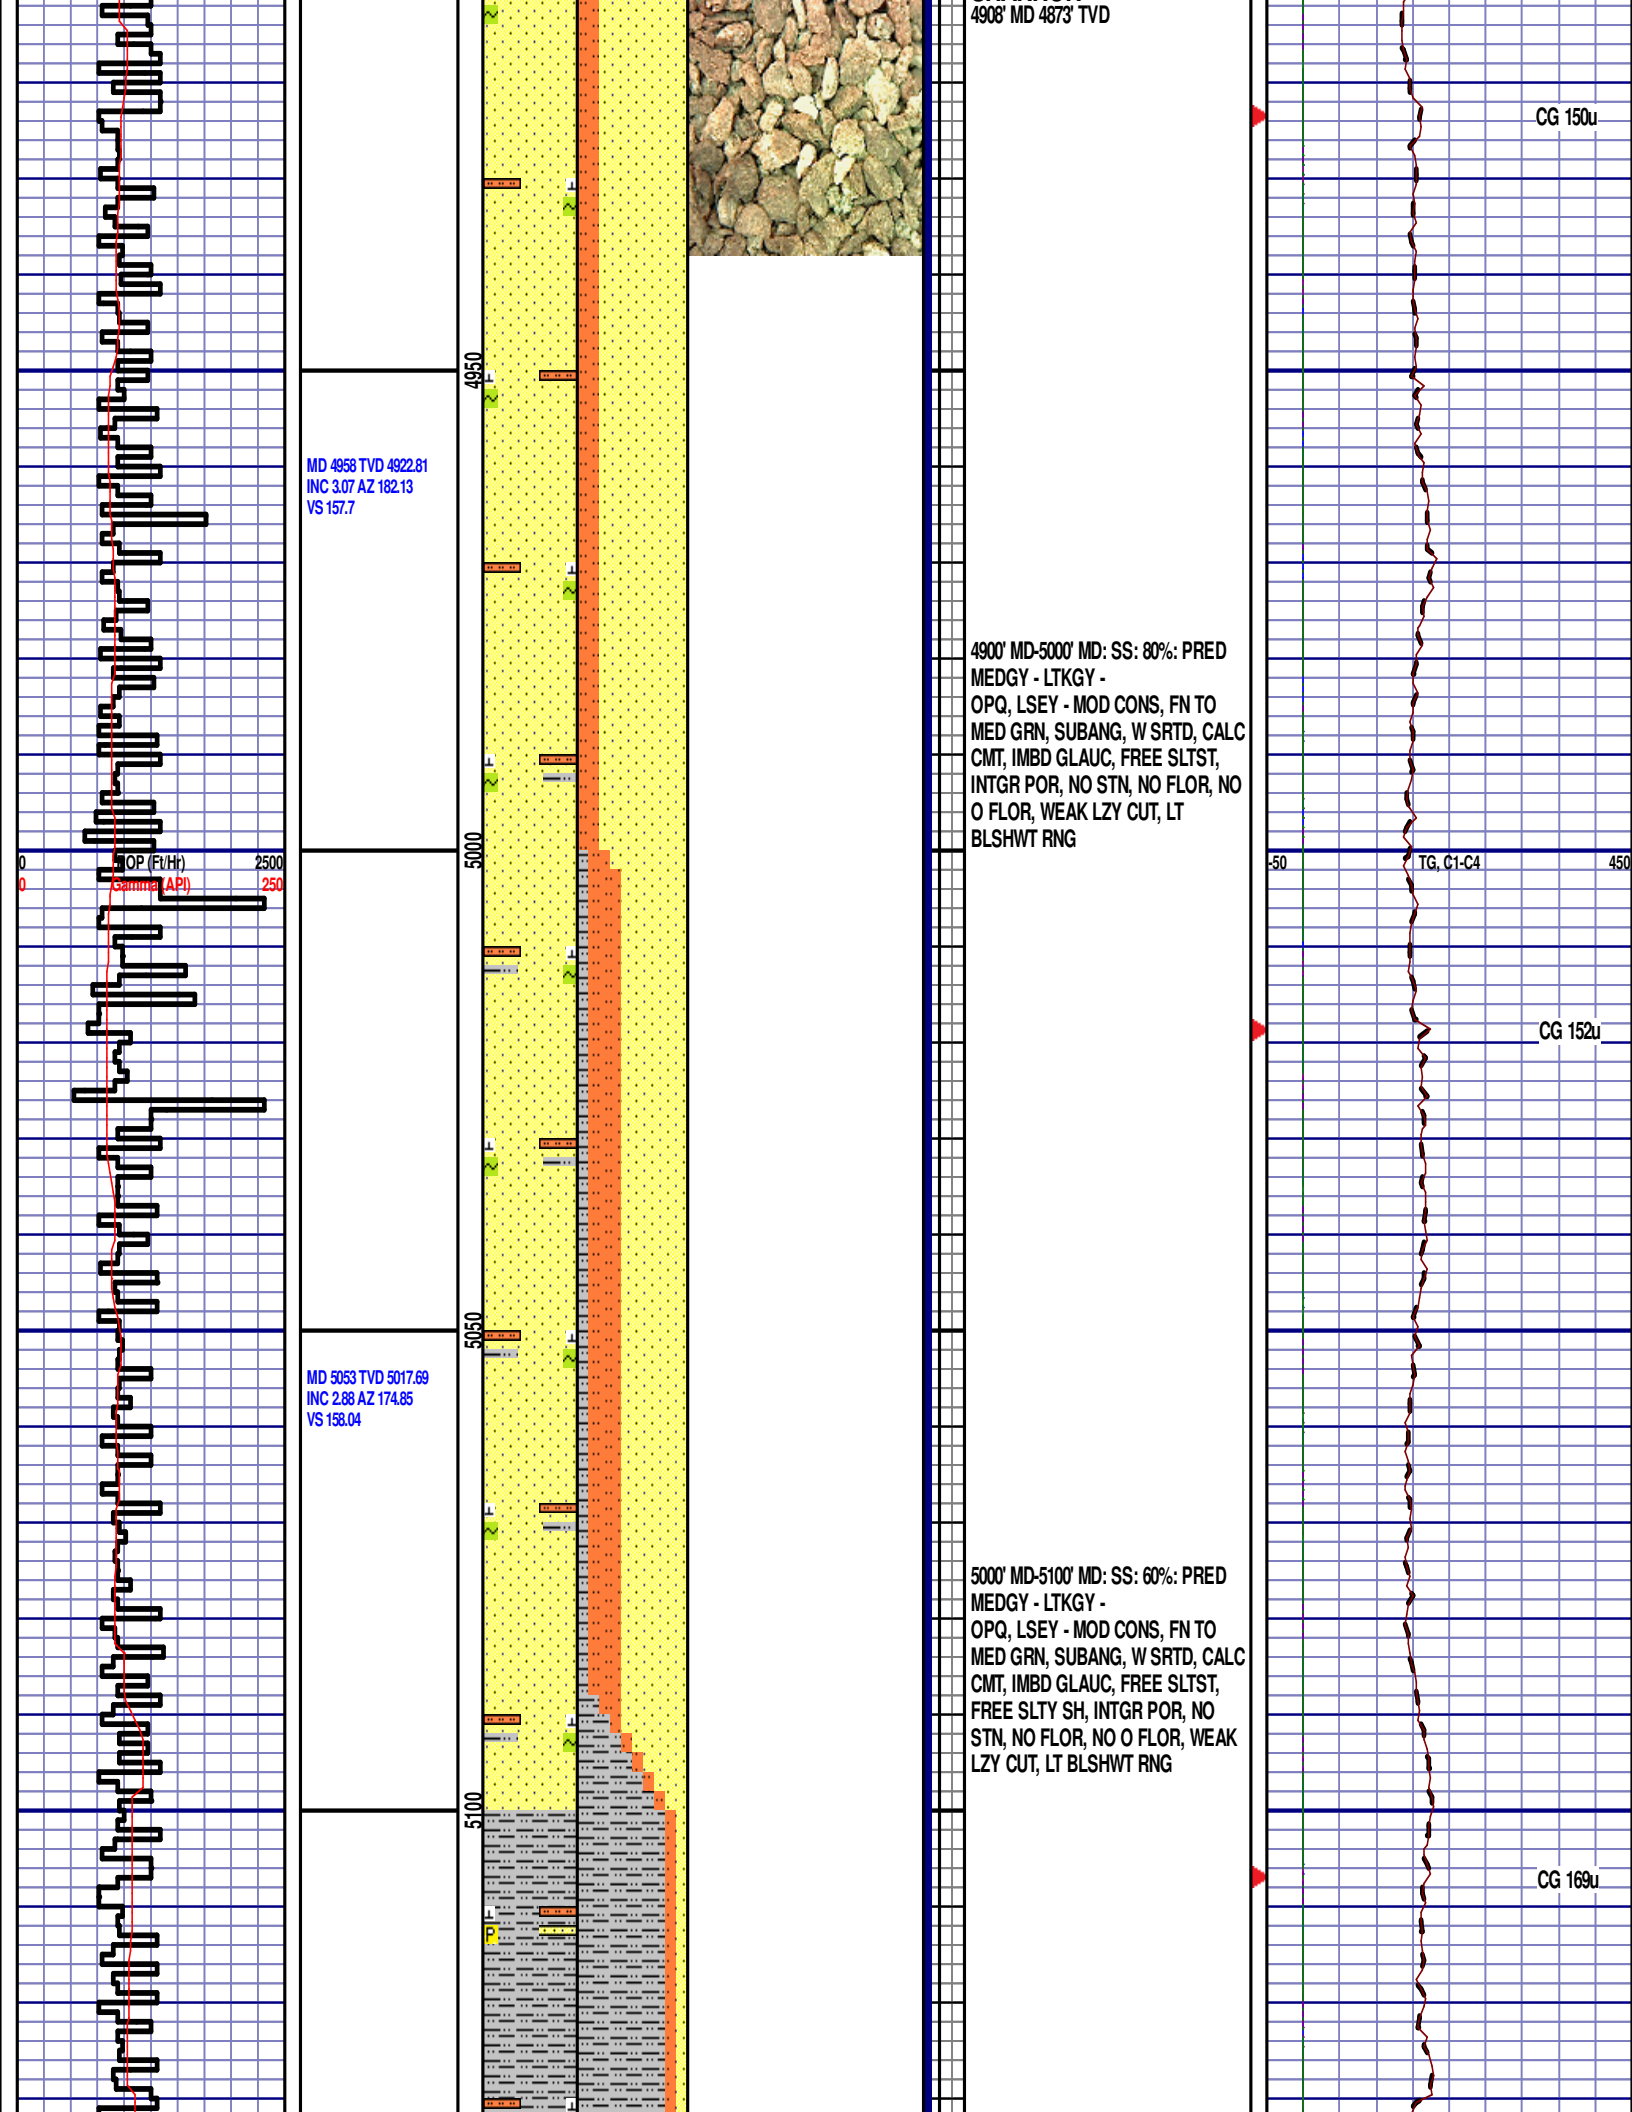 4908' MD 4873' TVD
CG 150u
4950
MD 4958 TVD 4922.81
INC 3.07 AZ 182.13
VS 157.7
4900' MD-5000' MD: SS: 80%: PRED
MEDGY - LTKGY -
OPQ, LSEY - MOD CONS, FN TO
MED GRN, SUBANG, W SRTD, CALC
CMT, IMBD GLAUC, FREE SLTST,
INTGR POR, NO STN, NO FLOR, NO
O FLOR, WEAK LZY CUT, LT
BLSHWT RNG
5000
0 ROP (Ft/Hr) 2500
0 Gamma (API) 250
-50 TG, C1-C4 450
CG 152u
5050
MD 5053 TVD 5017.69
INC 2.88 AZ 174.85
VS 158.04
5000' MD-5100' MD: SS: 60%: PRED
MEDGY - LTKGY -
OPQ, LSEY - MOD CONS, FN TO
MED GRN, SUBANG, W SRTD, CALC
CMT, IMBD GLAUC, FREE SLTST,
FREE SLTY SH, INTGR POR, NO
STN, NO FLOR, NO O FLOR, WEAK
LZY CUT, LT BLSHWT RNG
5100
CG 169u
P